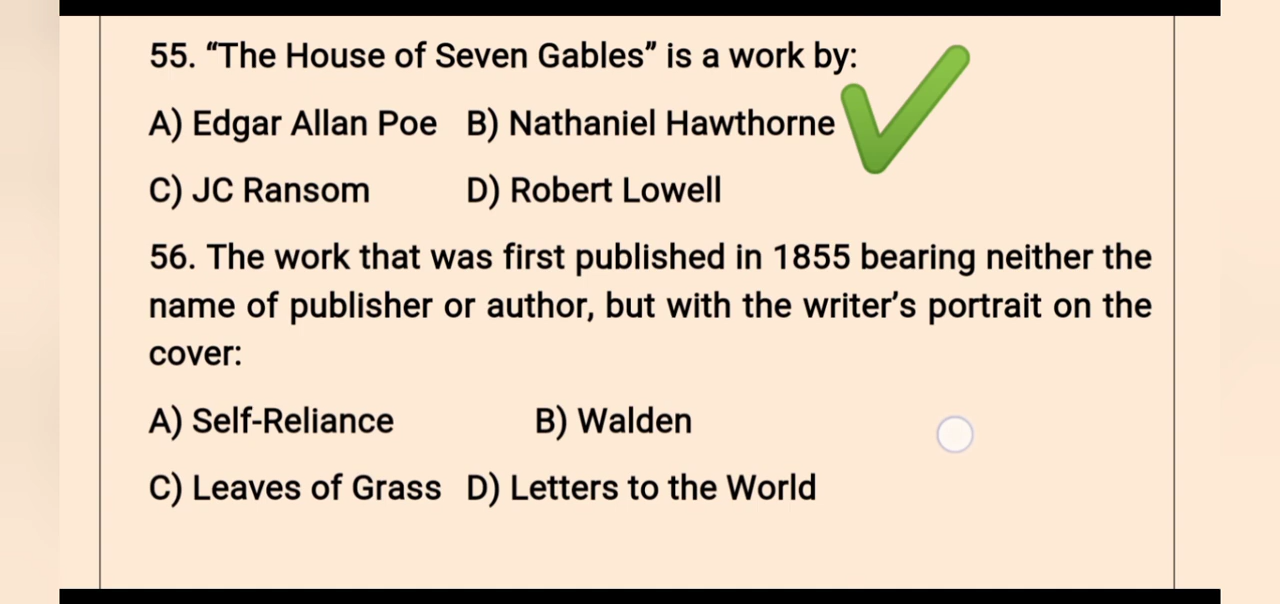 55. “The House of Seven Gables” is a work by:
A) Edgar Allan Poe B) Nathaniel Hawthorne
C) JC Ransom D) Robert Lowell
56. The work that was first published in 1855 bearing neither the
name of publisher or author, but with the writer’s portrait on the
cover:
A) Self-Reliance B) Walden
C) Leaves of Grass D) Letters to the World